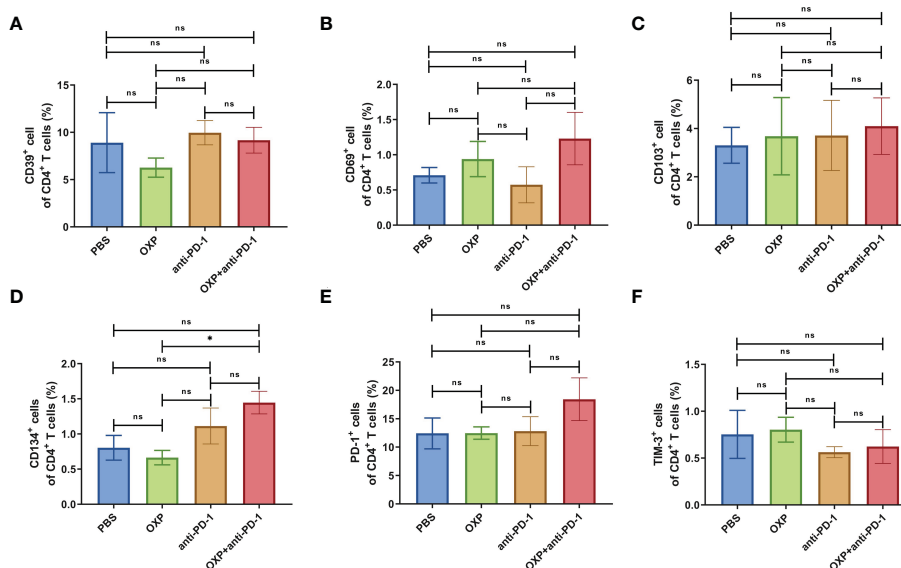 A
ns
ns
ns
ns
ns
ns
15
10
5
0
CD39⁺ cell
of CD4⁺ T cells (%)
PBS
OXP
anti-PD-1
OXP+anti-PD-1
B
ns
ns
ns
ns
ns
ns
2.0
1.5
1.0
0.5
0.0
CD69⁺ cell
of CD4⁺ T cells (%)
PBS
OXP
anti-PD-1
OXP+anti-PD-1
C
ns
ns
ns
ns
ns
ns
6
4
2
0
CD103⁺ cell
of CD4⁺ T cells (%)
PBS
OXP
anti-PD-1
OXP+anti-PD-1
D
ns
*
ns
ns
ns
ns
2.0
1.5
1.0
0.5
0.0
CD134⁺ cells
of CD4⁺ T cells (%)
PBS
OXP
anti-PD-1
OXP+anti-PD-1
E
ns
ns
ns
ns
ns
ns
25
20
15
10
5
0
PD-1⁺ cells
of CD4⁺ T cells (%)
PBS
OXP
anti-PD-1
OXP+anti-PD-1
F
ns
ns
ns
ns
ns
ns
1.5
1.0
0.5
0.0
TIM-3⁺ cells
of CD4⁺ T cells (%)
PBS
OXP
anti-PD-1
OXP+anti-PD-1